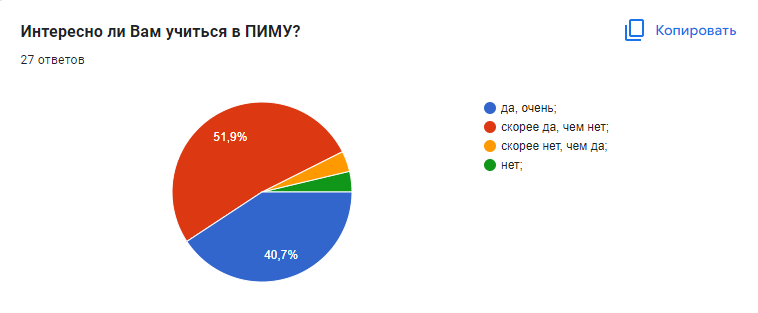 Интересно ли Вам учиться в ПИМУ?
Копировать
27 ответов
да, очень;
скорее да, чем нет;
скорее нет, чем да;
нет;
51,9%
40,7%